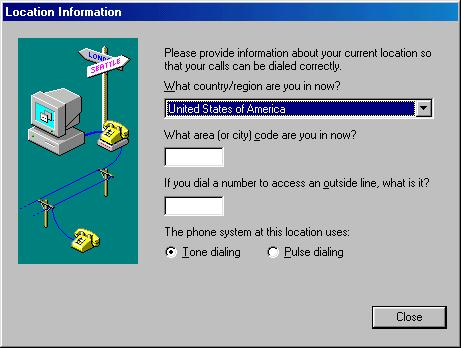 Location Information
LONDON
SEATTLE
Please provide information about your current location so
that your calls can be dialed correctly.
What country/region are you in now?
United States of America
What area (or city) code are you in now?
If you dial a number to access an outside line, what is it?
The phone system at this location uses:
Tone dialing
Pulse dialing
Close